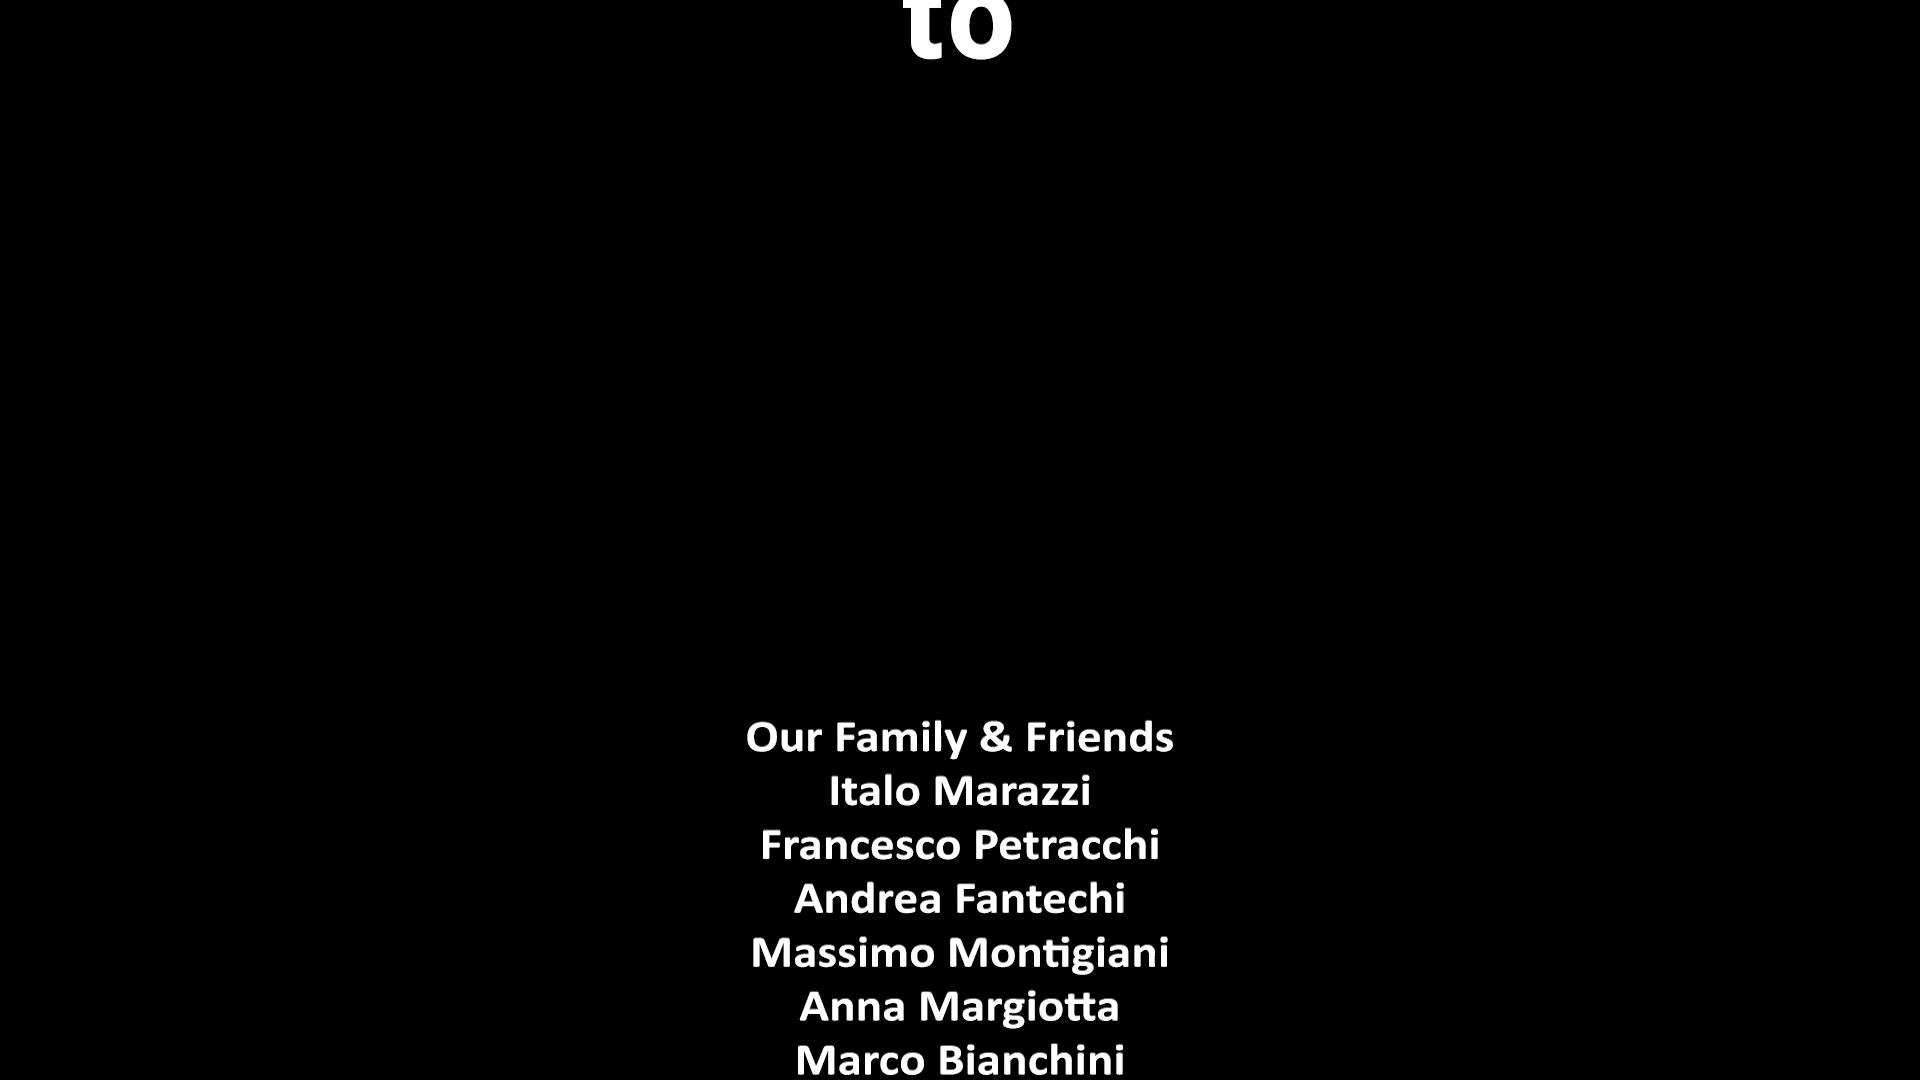 to
Our Family & Friends
Italo Marazzi
Francesco Petracchi
Andrea Fantechi
Massimo Montigiani
Anna Margiotta
Marco Bianchini